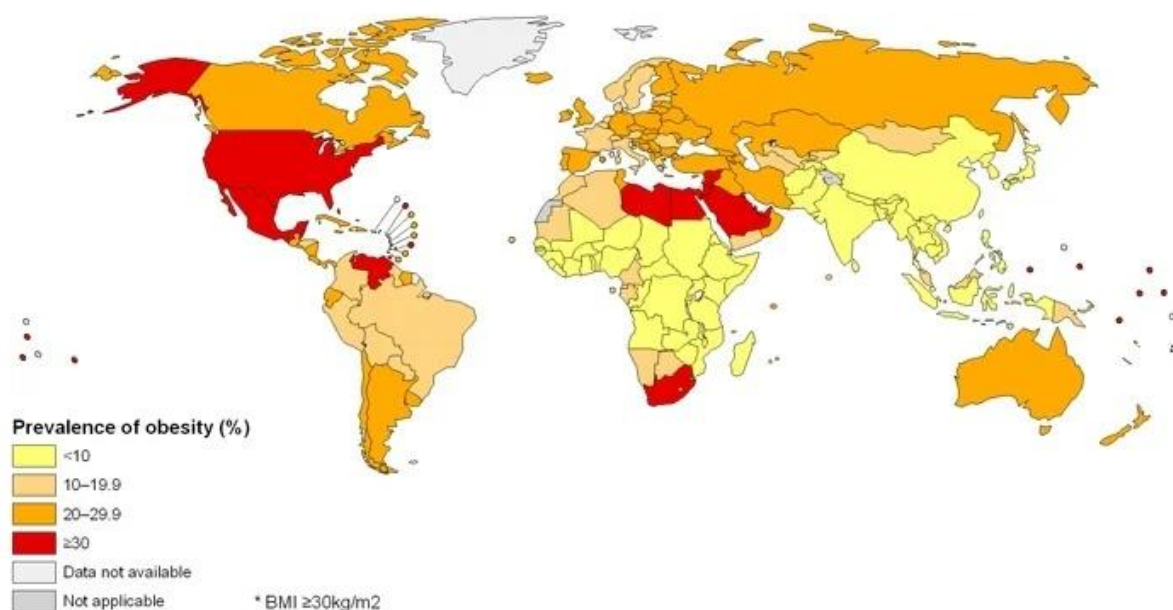 Prevalence of obesity (%)
<10
10–19.9
20–29.9
≥30
Data not available
Not applicable
* BMI ≥30kg/m2